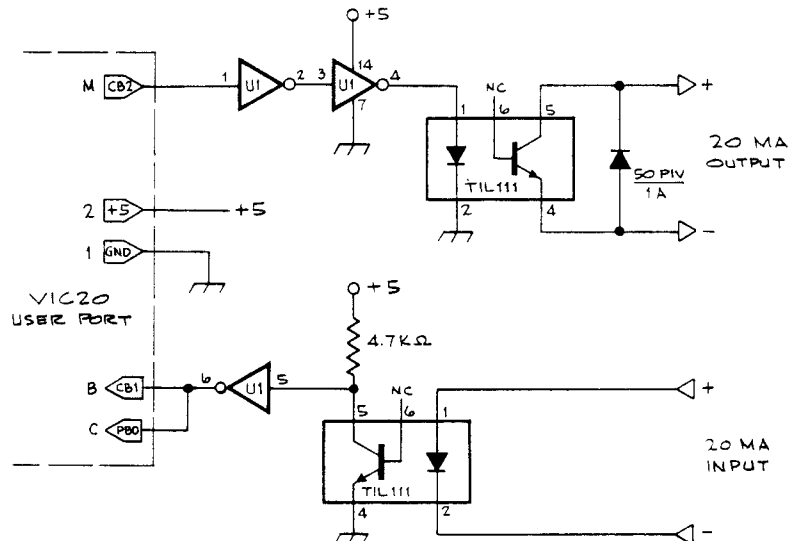 +5
M
CB2
1
U1
2
3
U1
14
7
4
NC
1
6
5
TIL111
2
4
50 PIV
1A
+
20 MA
OUTPUT
-
2
+5
+5
1
GND
VIC20
USER PORT
+5
4.7KΩ
B
CB1
6
U1
5
C
PB0
NC
5
6
1
TIL111
4
2
+
20 MA
INPUT
-